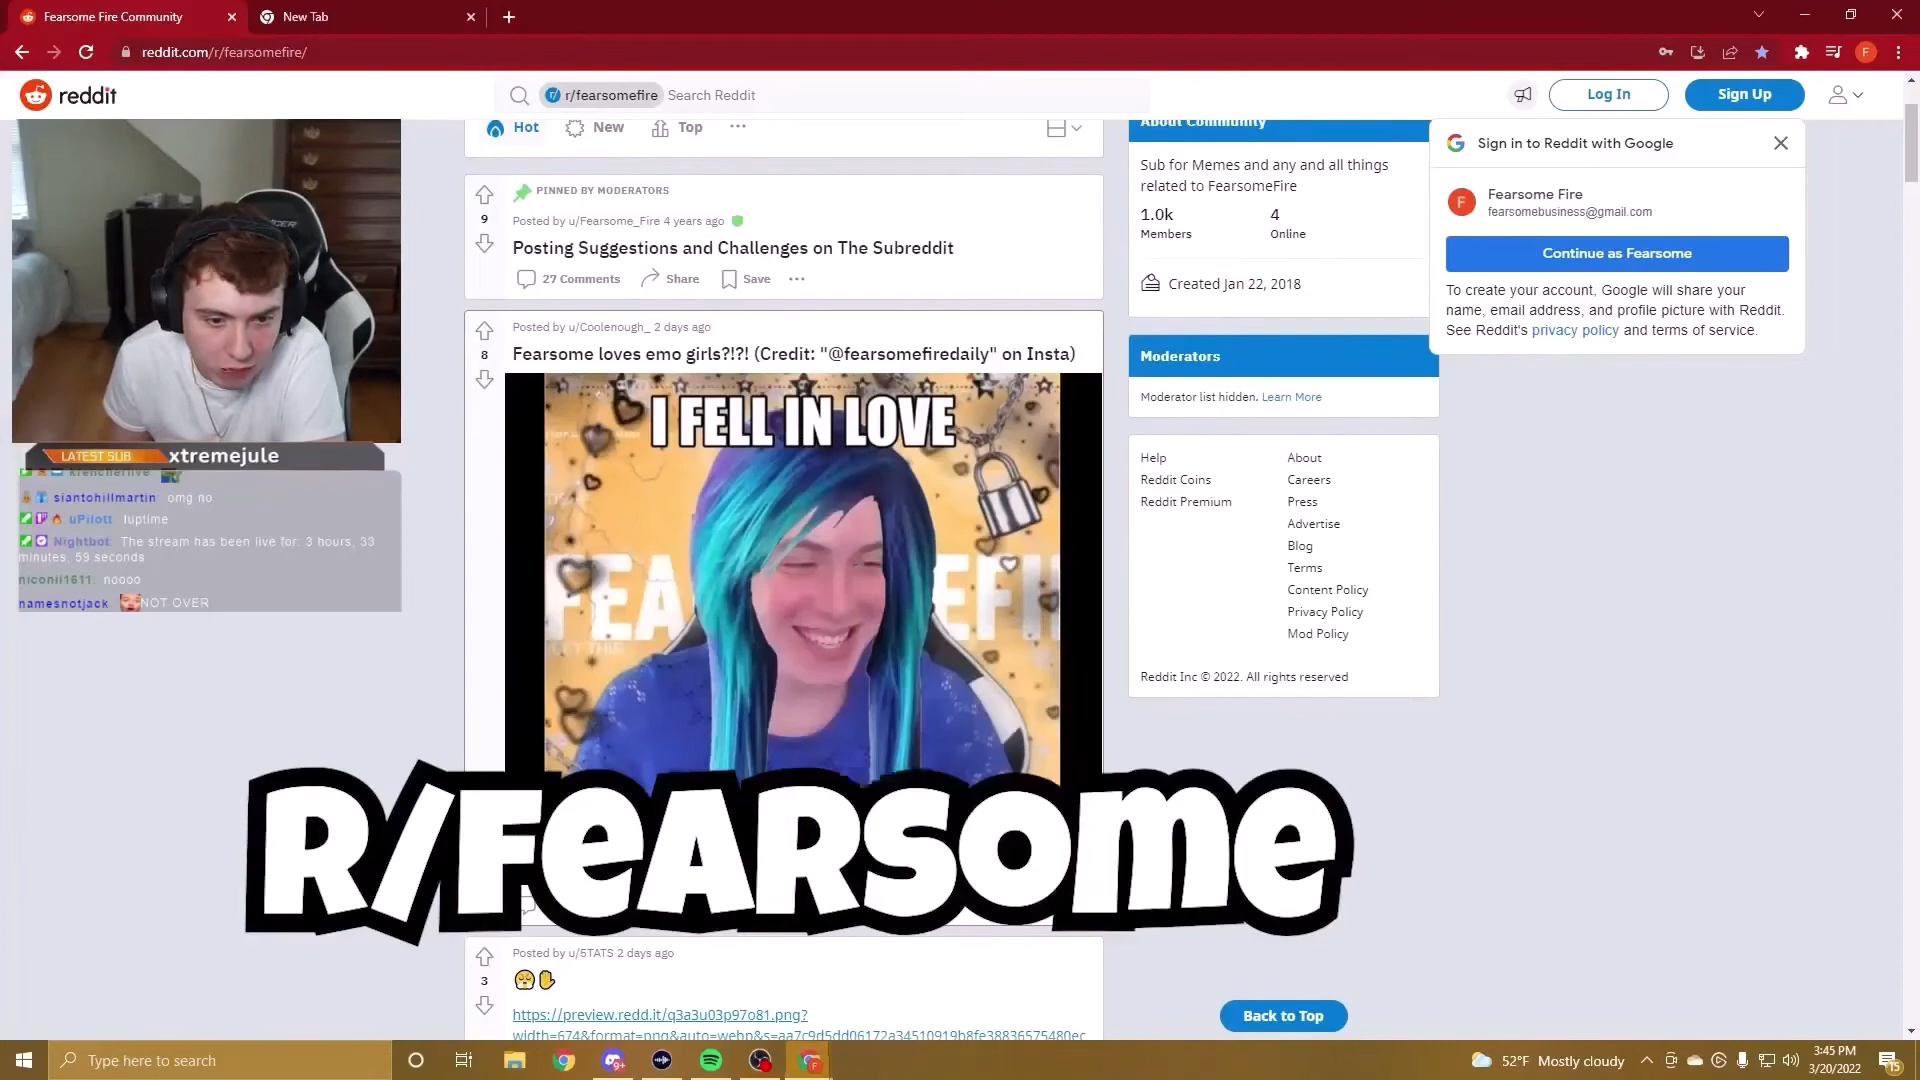 Fearsome Fire Community
New Tab
reddit.com/r/fearsomefire/
reddit
r/fearsomefire
Search Reddit
Log In
Sign Up
Hot
New
Top
PINNED BY MODERATORS
9
Posted by u/Fearsome_Fire 4 years ago
Posting Suggestions and Challenges on The Subreddit
27 Comments
Share
Save
Posted by u/Coolenough_ 2 days ago
8
Fearsome loves emo girls?!?! (Credit: "@fearsomefiredaily" on Insta)
I FELL IN LOVE
R/FEARSOME
Posted by u/5TATS 2 days ago
3
https://preview.redd.it/q3a3u03p97o81.png?
width=674&format=png&auto=webp&s=aa7c9d5dd06172a34510919b8fe38836575480ec
About Community
Sub for Memes and any and all things
related to FearsomeFire
1.0k
4
Members
Online
Created Jan 22, 2018
Moderators
Moderator list hidden. Learn More
Help
About
Reddit Coins
Careers
Reddit Premium
Press
Advertise
Blog
Terms
Content Policy
Privacy Policy
Mod Policy
Reddit Inc © 2022. All rights reserved
Back to Top
Sign in to Reddit with Google
F
Fearsome Fire
fearsomebusiness@gmail.com
Continue as Fearsome
To create your account, Google will share your
name, email address, and profile picture with Reddit.
See Reddit's privacy policy and terms of service.
LATEST SUB
xtremejule
krencherlive
siantohillmartin omg no
uPilott !uptime
Nightbot: The stream has been live for: 3 hours, 33
minutes, 59 seconds
niconii1611: noooo
namesnotjack NOT OVER
Type here to search
52°F Mostly cloudy
3:45 PM
3/20/2022
15